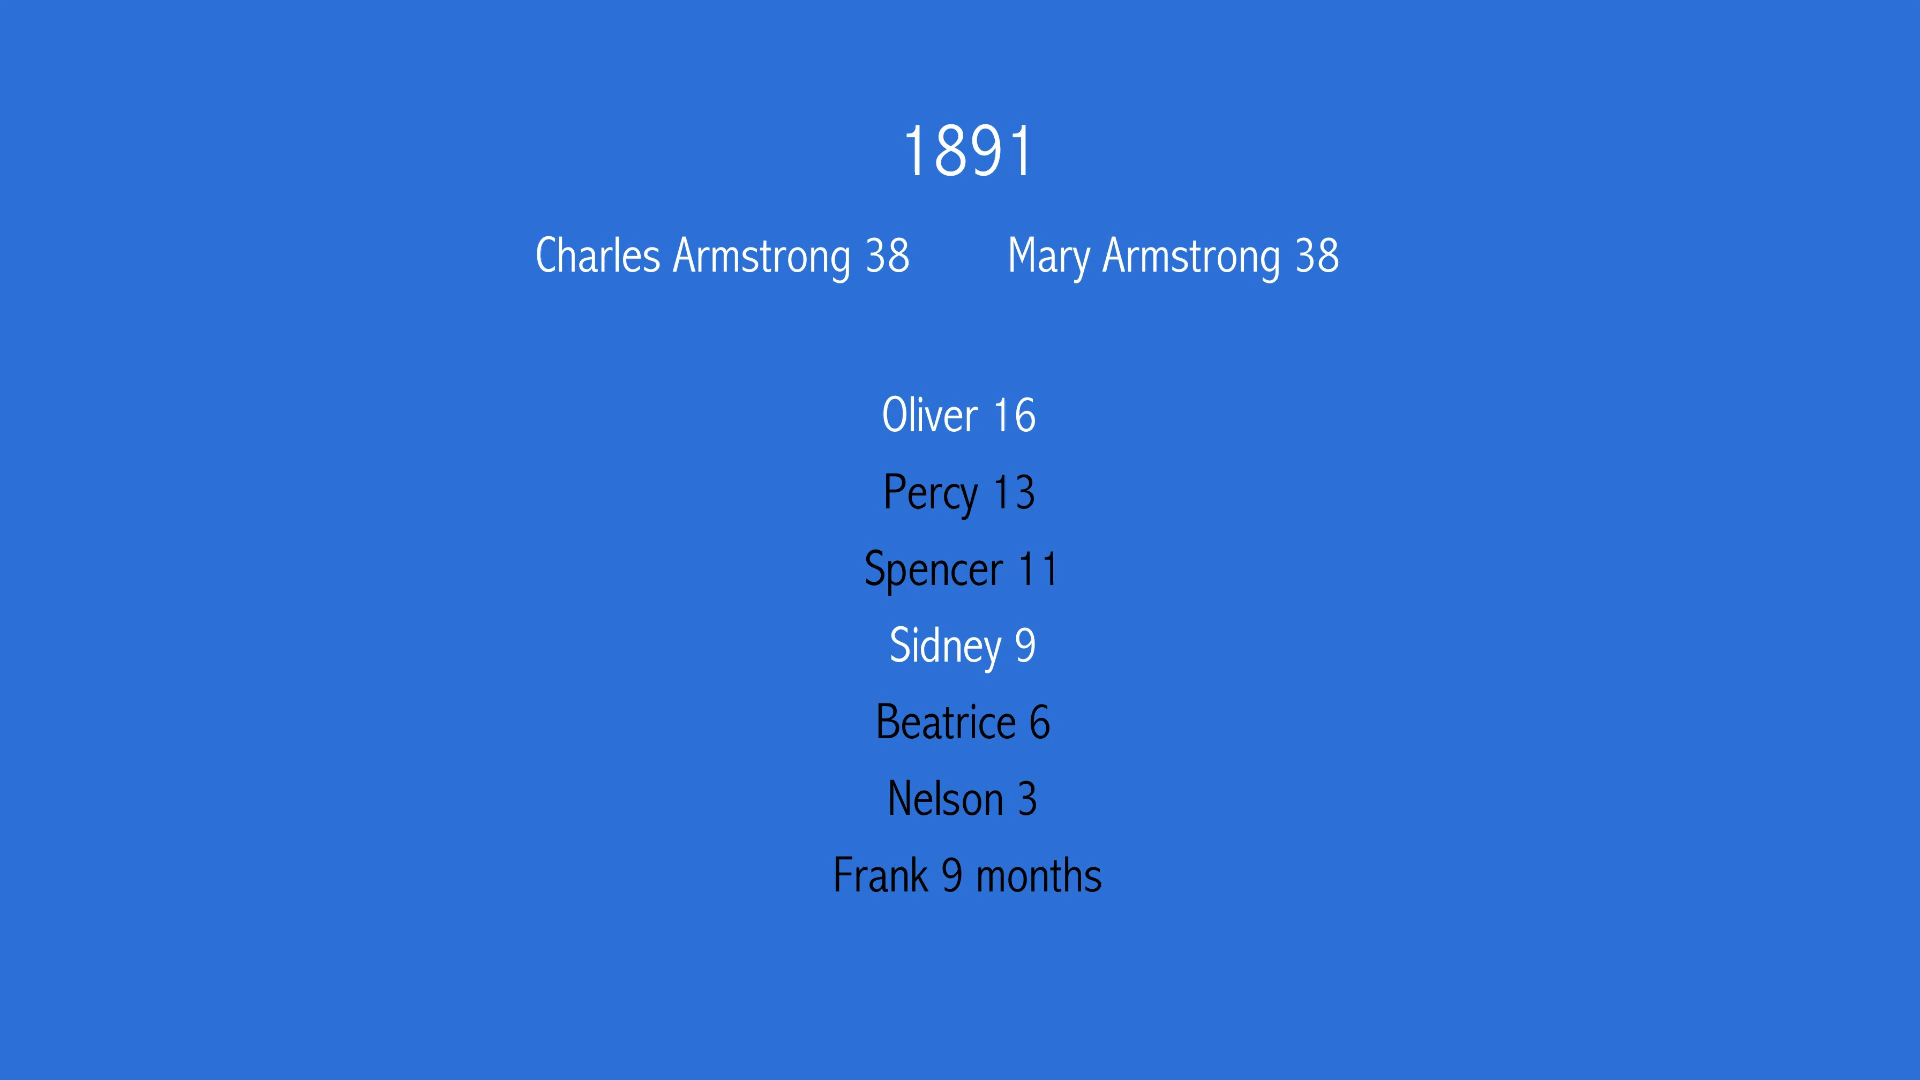 1891
Charles Armstrong 38 Mary Armstrong 38
Oliver 16
Percy 13
Spencer 11
Sidney 9
Beatrice 6
Nelson 3
Frank 9 months